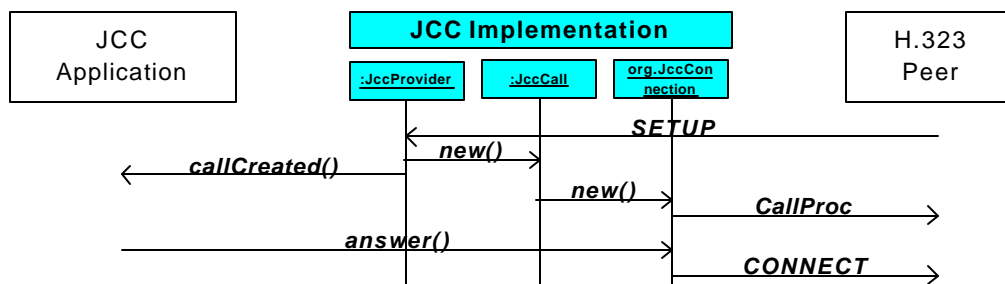 JCC
Application
JCC Implementation
H.323
Peer
:JccProvider
:JccCall
org.JccCon
nection
SETUP
new()
callCreated()
new()
CallProc
answer()
CONNECT